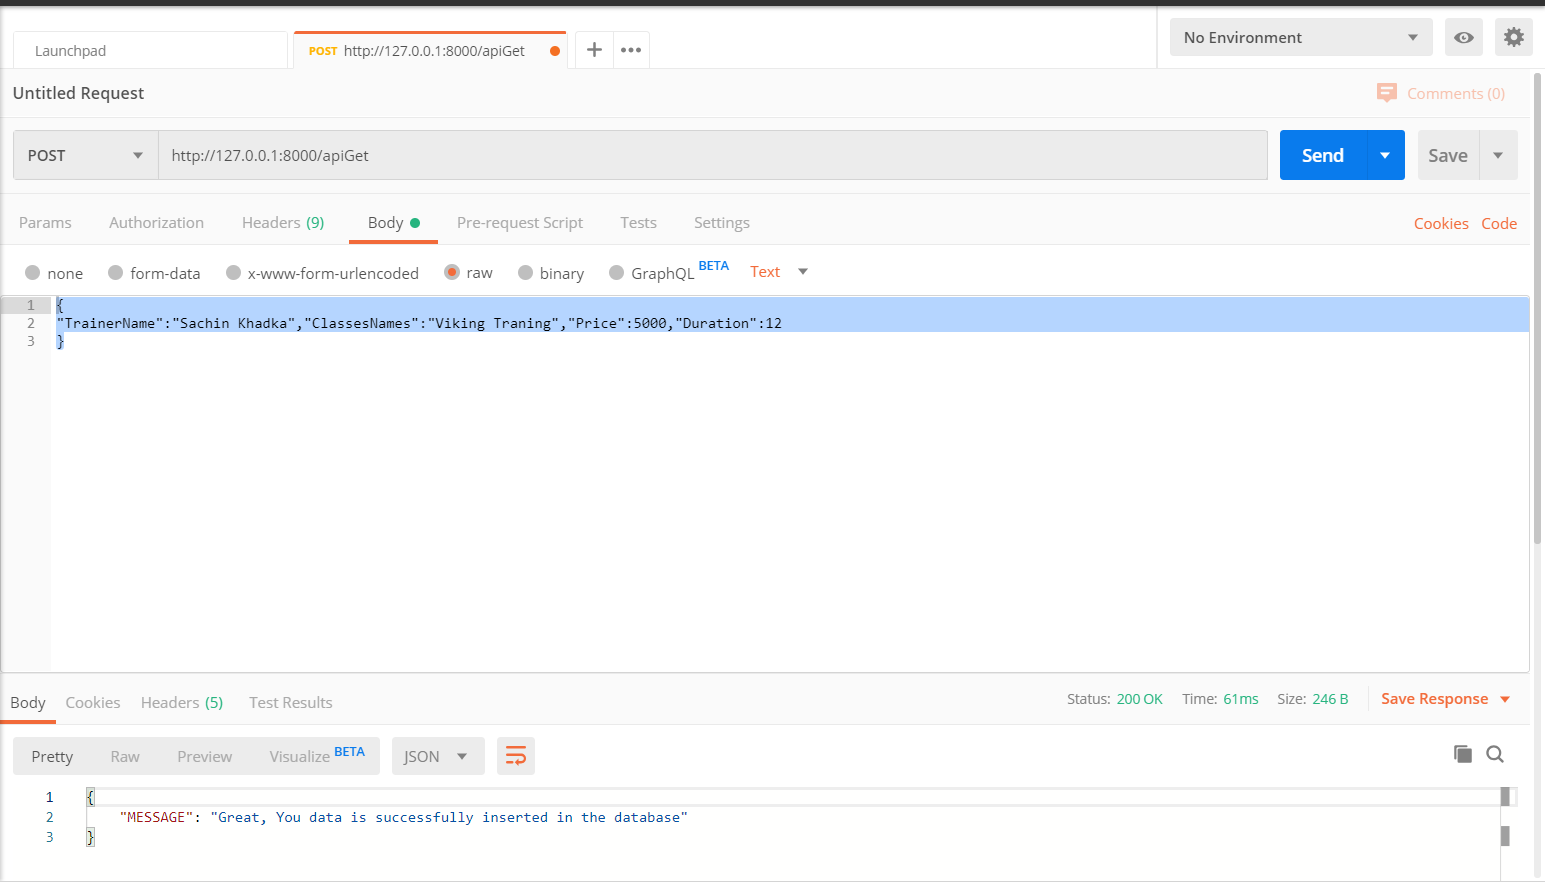 Launchpad
POST http://127.0.0.1:8000/apiGet
No Environment
Untitled Request
Comments (0)
POST
http://127.0.0.1:8000/apiGet
Send
Save
Params Authorization Headers (9) Body Pre-request Script Tests Settings
Cookies Code
none form-data x-www-form-urlencoded raw binary GraphQL BETA Text
1 {
2 "TrainerName":"Sachin Khadka","ClassesNames":"Viking Traning","Price":5000,"Duration":12
3 }
Body Cookies Headers (5) Test Results
Status: 200 OK Time: 61ms Size: 246 B Save Response
Pretty Raw Preview Visualize BETA JSON
1 {
2 "MESSAGE": "Great, You data is successfully inserted in the database"
3 }